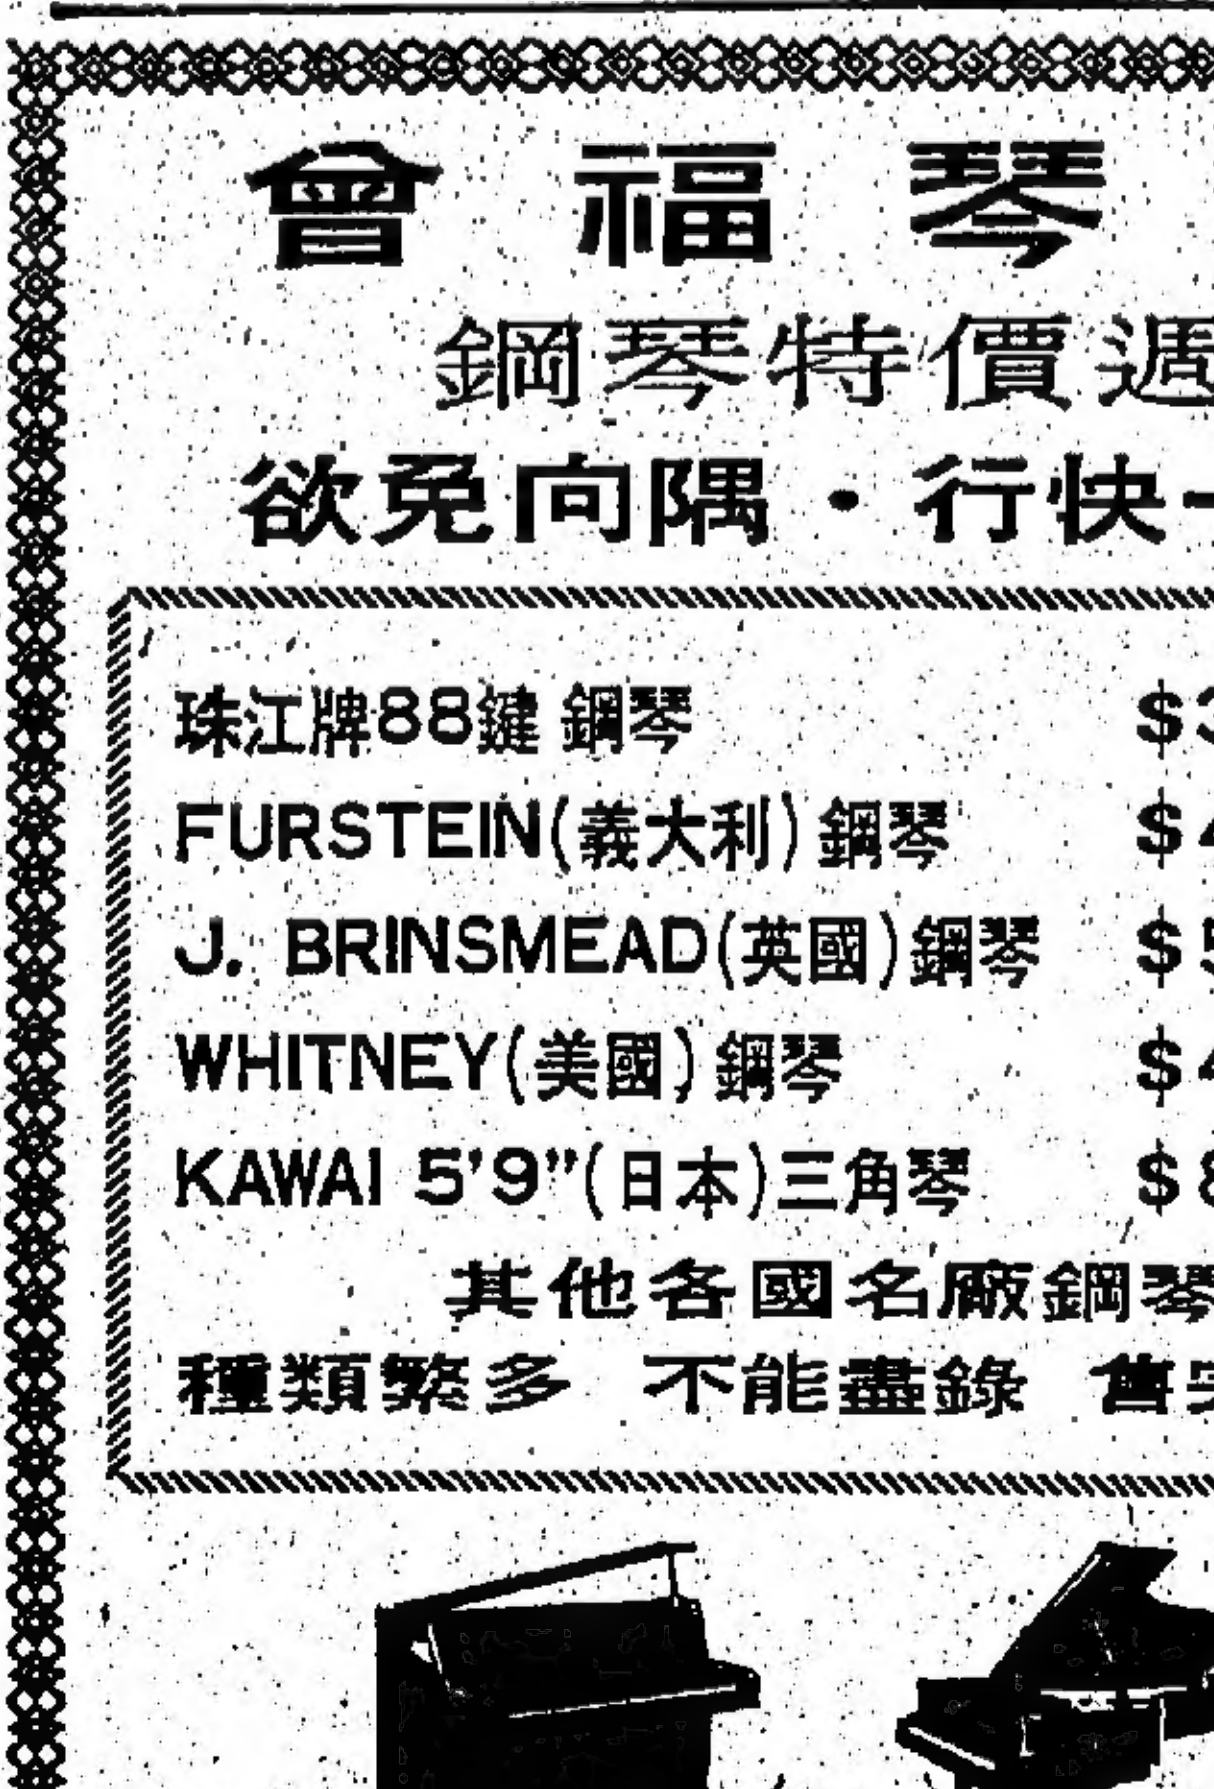 曾福琴
鋼琴特價週
欲免向隅・行快
珠江牌88鍵 鋼琴 $3
FURSTEIN(義大利)鋼琴 $4
J. BRINSMEAD(英國)鋼琴 $5
WHITNEY(美國)鋼琴 $4
KAWAI 5'9"(日本)三角琴 $8
其他各國名廠鋼琴
種類繁多 不能盡錄 售完